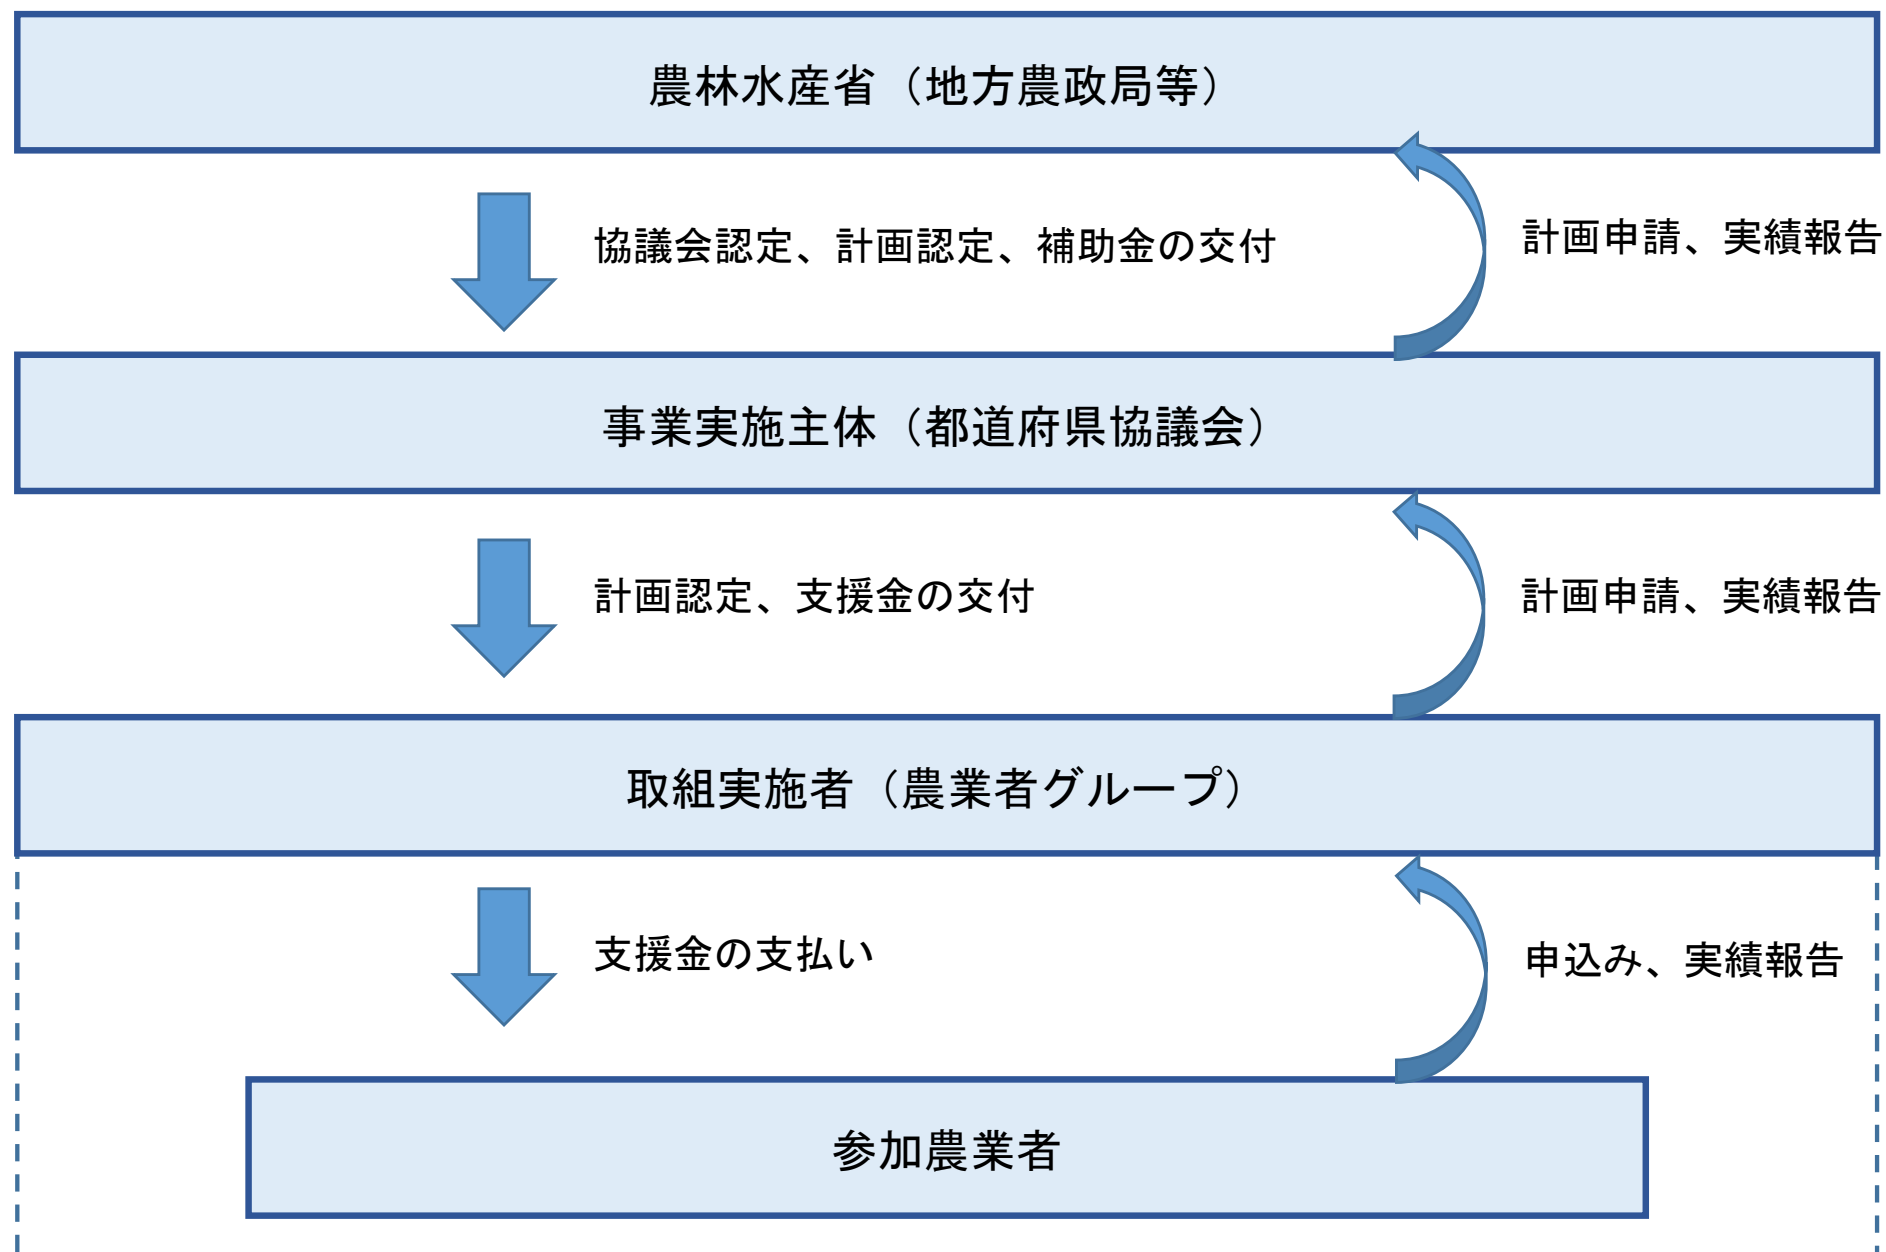 農林水産省（地方農政局等）
協議会認定、計画認定、補助金の交付
計画申請、実績報告
事業実施主体（都道府県協議会）
計画認定、支援金の交付
計画申請、実績報告
取組実施者（農業者グループ）
支援金の支払い
申込み、実績報告
参加農業者